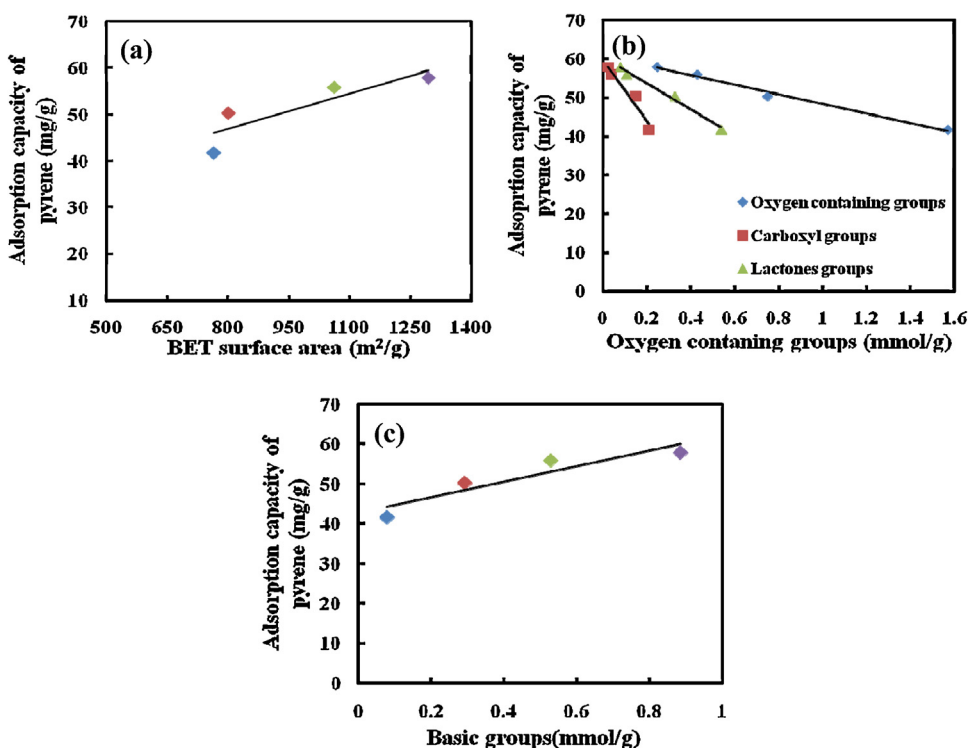 (a)
Adsorption capacity of
pyrene (mg/g)
70
60
50
40
30
20
10
500 650 800 950 1100 1250 1400
BET surface area (m²/g)
(b)
Adsoprtion capacity of
pyrene (mg/g)
70
60
50
40
30
20
10
0
Oxygen containing groups
Carboxyl groups
Lactones groups
0 0.2 0.4 0.6 0.8 1 1.2 1.4 1.6
Oxygen contaning groups (mmol/g)
(c)
Adsorption capacity of
pyrene (mg/g)
70
60
50
40
30
20
10
0
0 0.2 0.4 0.6 0.8 1
Basic groups(mmol/g)